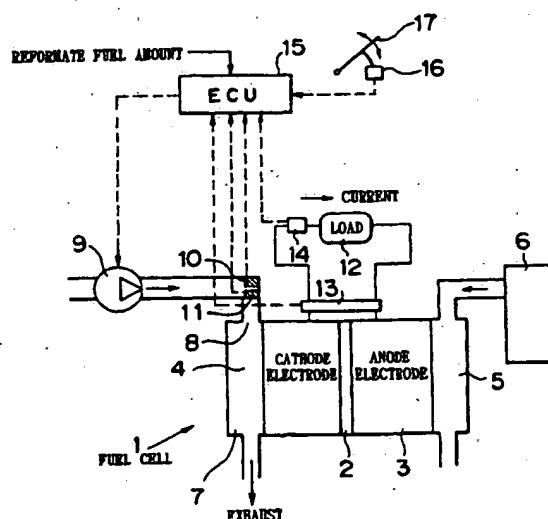 17
15
REFORMATE FUEL AMOUNT
16
ECU
CURRENT
9
10
14
LOAD
12
6
11
13
8
4
CATHODE ELECTRODE
ANODE ELECTRODE
5
1
FUEL CELL
7
2
3
EXHAUST